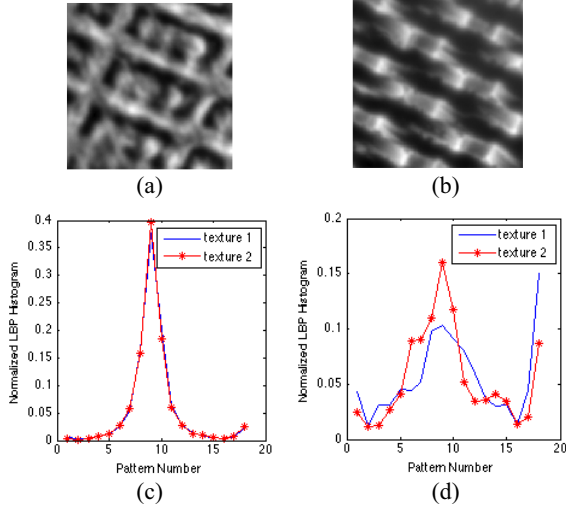 (a)
(b)
0.4
0.35
0.3
0.25
0.2
0.15
0.1
0.05
0
0
5
10
15
20
Normalized LBP Histogram
Pattern Number
texture 1
texture 2
(c)
0.2
0.15
0.1
0.05
0
0
5
10
15
20
Normalized LBP Histogram
Pattern Number
texture 1
texture 2
(d)